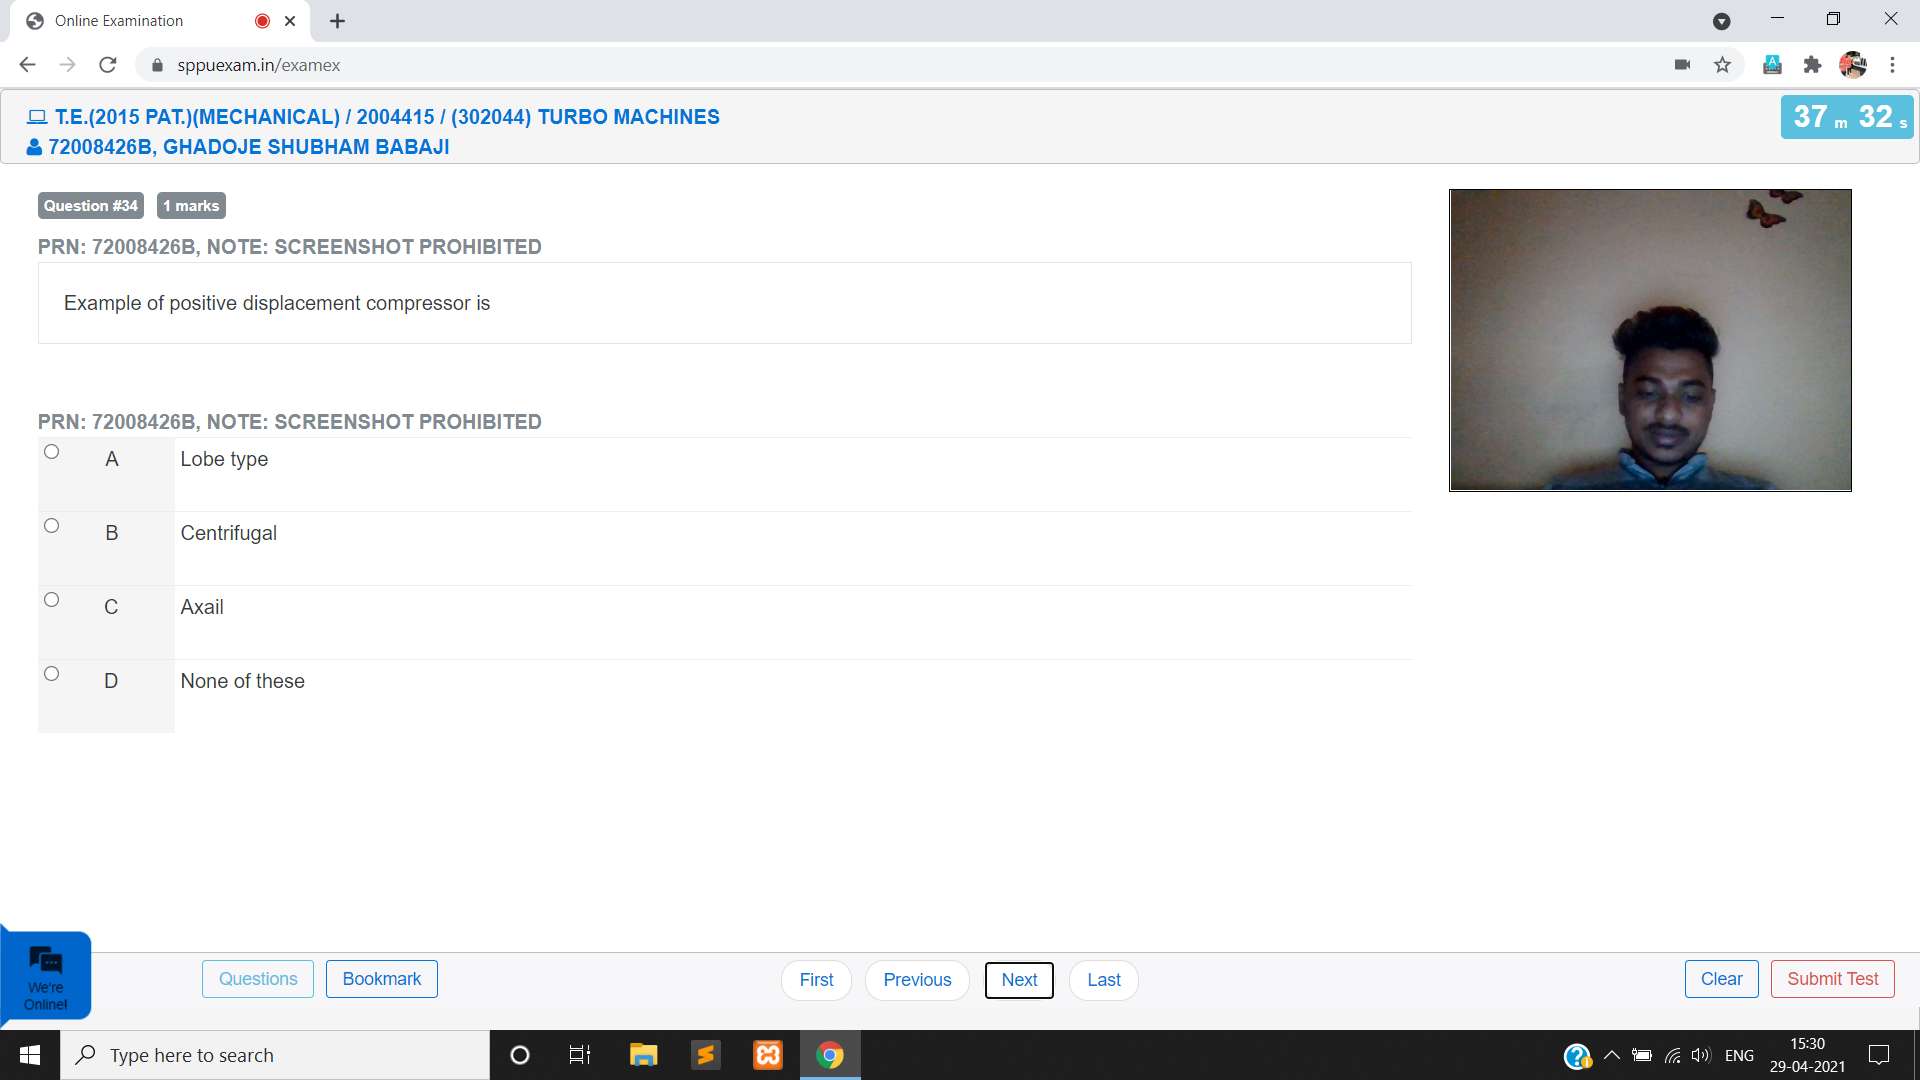 Online Examination
sppuexam.in/examex
T.E.(2015 PAT.)(MECHANICAL) / 2004415 / (302044) TURBO MACHINES
72008426B, GHADOJE SHUBHAM BABAJI
37 m 32 s
Question #34 1 marks
PRN: 72008426B, NOTE: SCREENSHOT PROHIBITED
Example of positive displacement compressor is
PRN: 72008426B, NOTE: SCREENSHOT PROHIBITED
A Lobe type
B Centrifugal
C Axail
D None of these
We're
Online!
Questions Bookmark First Previous Next Last Clear Submit Test
Type here to search
ENG
15:30
29-04-2021